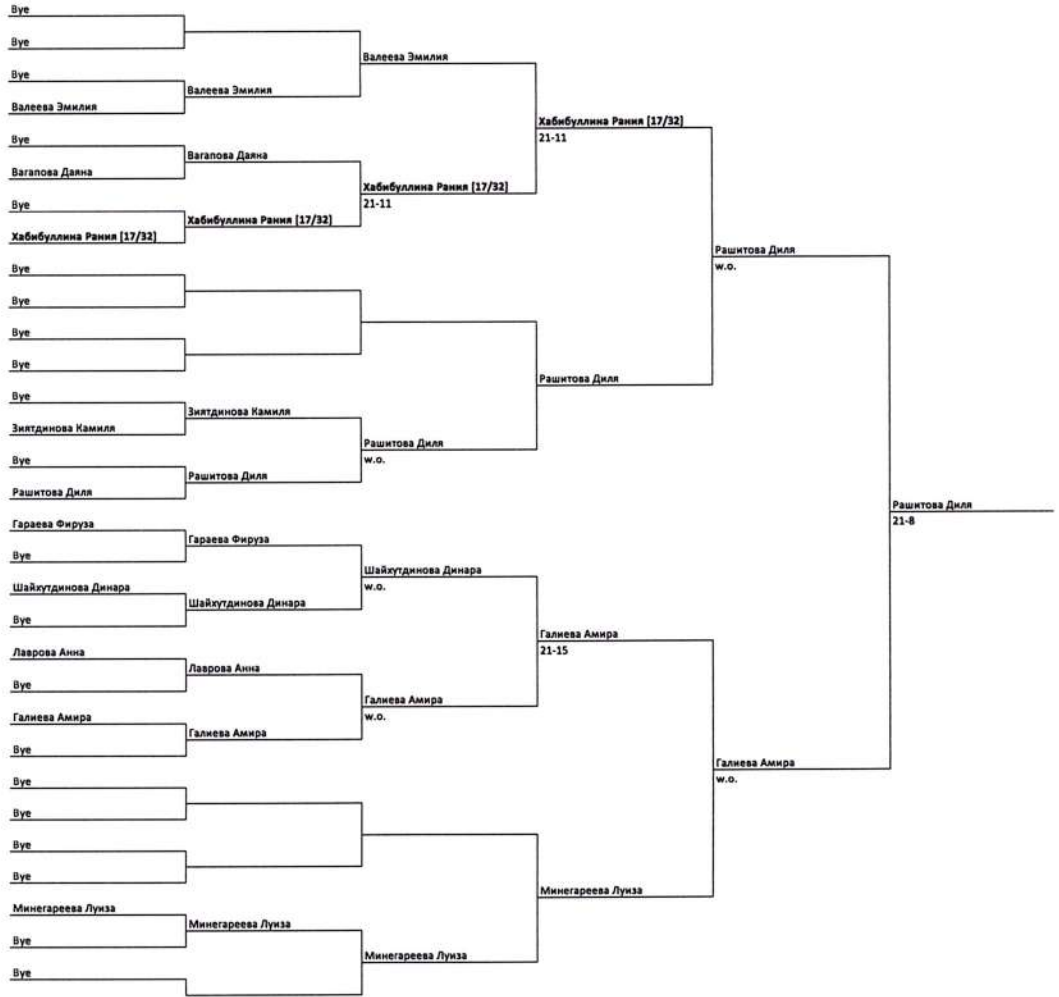 Bye
Bye
Валеева Эмилия
Bye
Валеева Эмилия
Валеева Эмилия
Хабибуллина Рания [17/32]
21-11
Bye
Вагапова Даяна
Вагапова Даяна
Хабибуллина Рания [17/32]
21-11
Bye
Хабибуллина Рания [17/32]
Хабибуллина Рания [17/32]
Рашитова Диля
w.o.
Bye
Bye
Bye
Bye
Рашитова Диля
Bye
Зиятдинова Камиля
Зиятдинова Камиля
Рашитова Диля
w.o.
Bye
Рашитова Диля
Рашитова Диля
Рашитова Диля
21-8
Гараева Фируза
Гараева Фируза
Bye
Шайхутдинова Динара
w.o.
Шайхутдинова Динара
Шайхутдинова Динара
Bye
Галиева Амира
21-15
Лаврова Анна
Лаврова Анна
Bye
Галиева Амира
w.o.
Галиева Амира
Галиева Амира
Bye
Галиева Амира
w.o.
Bye
Bye
Bye
Bye
Минегареева Луиза
Минегареева Луиза
Минегареева Луиза
Bye
Минегареева Луиза
Bye